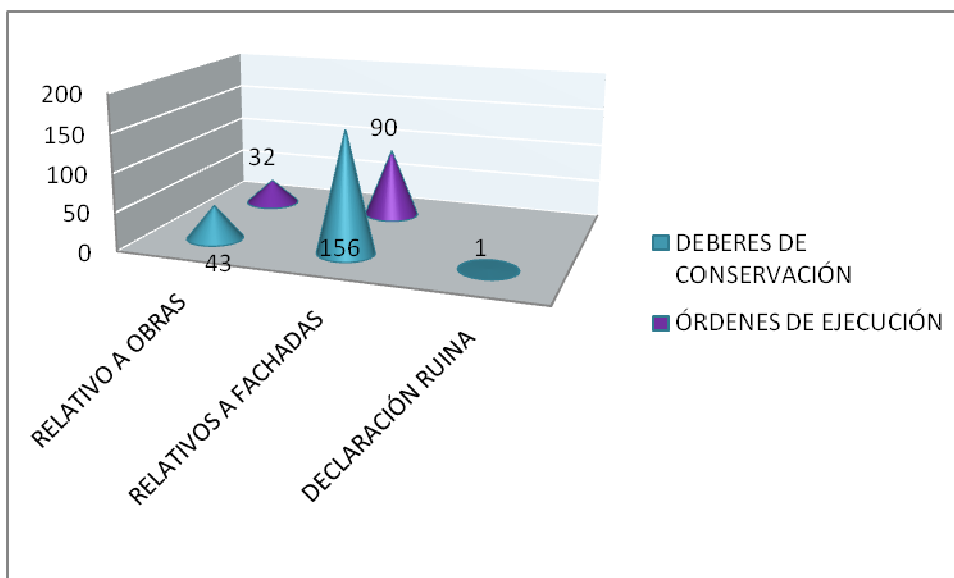 200
150
100
50
0
32
90
43
156
1
RELATIVO A OBRAS
RELATIVOS A FACHADAS
DECLARACIÓN RUINA
DEBERES DE
CONSERVACIÓN
ÓRDENES DE EJECUCIÓN